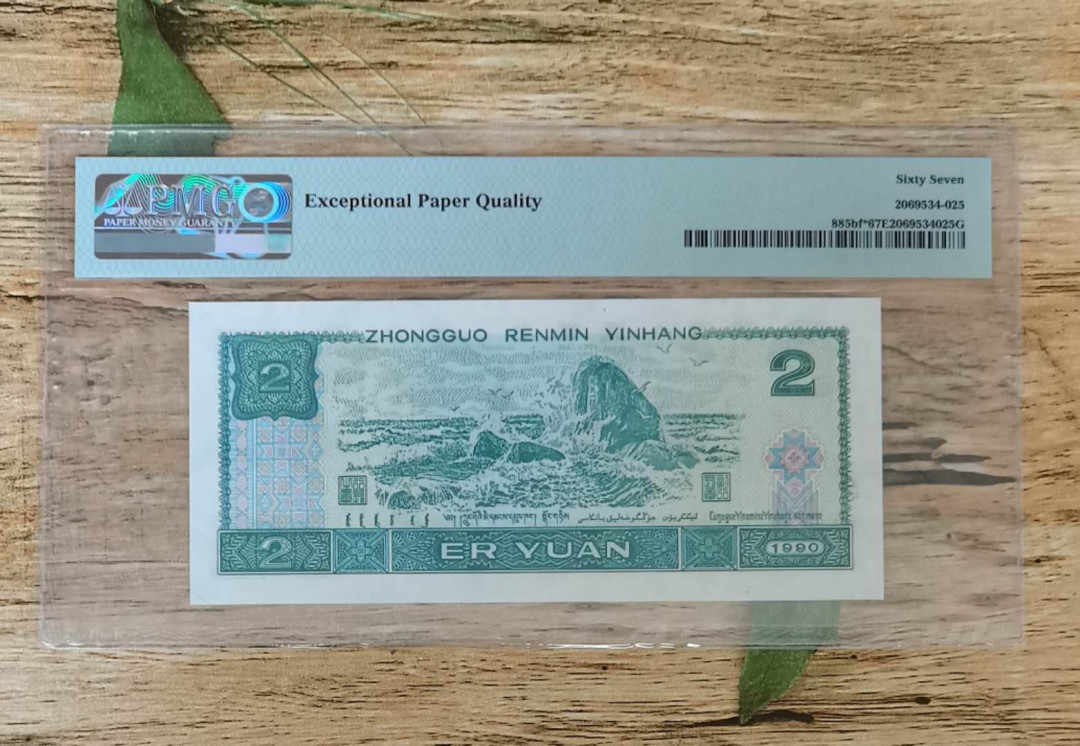 PMG
PAPER MONEY GUARANTY
Exceptional Paper Quality
Sixty Seven
2069534-025
885bf*67E2069534025G
ZHONGGUO RENMIN YINHANG
2
2
2
ER YUAN
1990